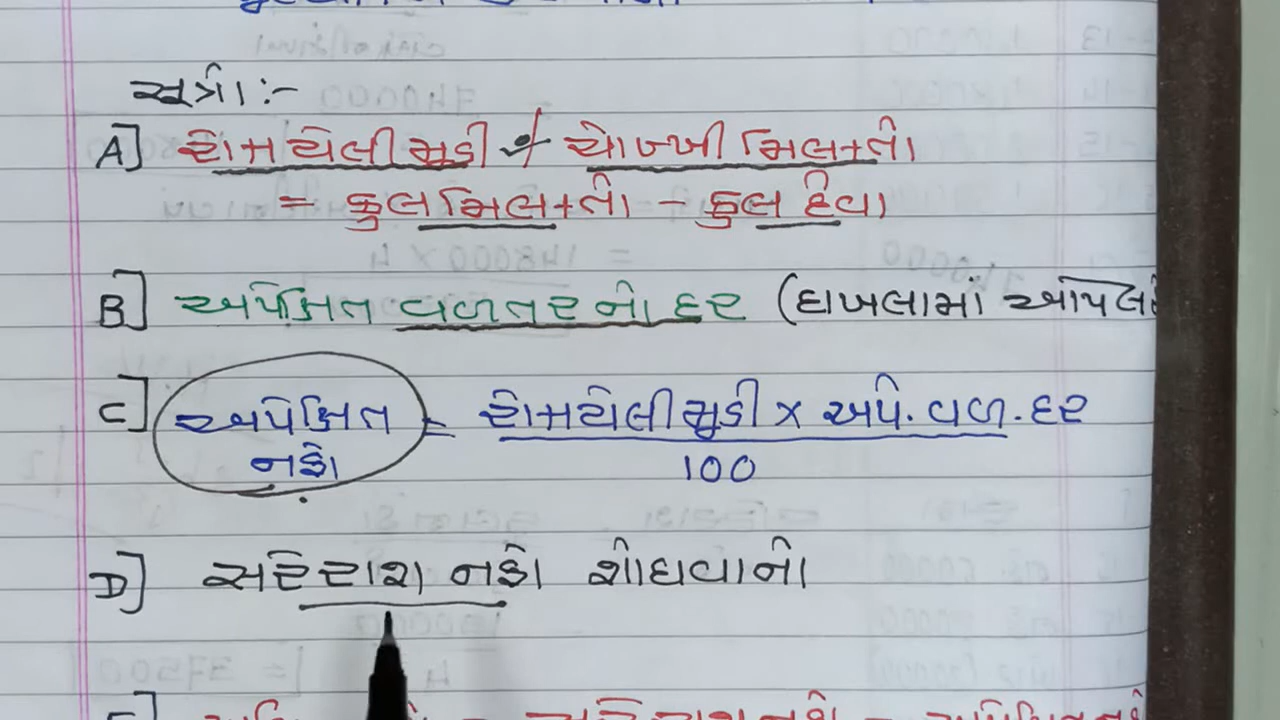 સૂત્રો :-
A] રોકાયેલી મૂડી / ચોખ્ખી મિલકતો
= કુલ મિલકતો - કુલ દેવા
B] અપેક્ષિત વળતરનો દર (દાખલામાં આપેલો
C] અપેક્ષિત નફો = રોકાયેલી મૂડી × અપે. વળ. દર
100
D] સરેરાશ નફો શોધવાનો